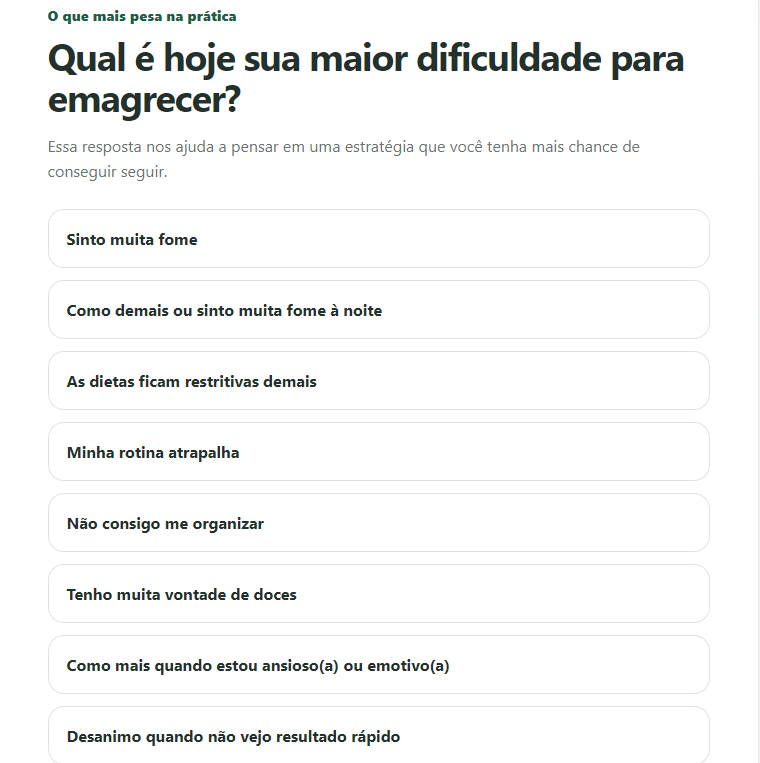 O que mais pesa na prática
Qual é hoje sua maior dificuldade para
emagrecer?
Essa resposta nos ajuda a pensar em uma estratégia que você tenha mais chance de
conseguir seguir.
Sinto muita fome
Como demais ou sinto muita fome à noite
As dietas ficam restritivas demais
Minha rotina atrapalha
Não consigo me organizar
Tenho muita vontade de doces
Como mais quando estou ansioso(a) ou emotivo(a)
Desanimo quando não vejo resultado rápido